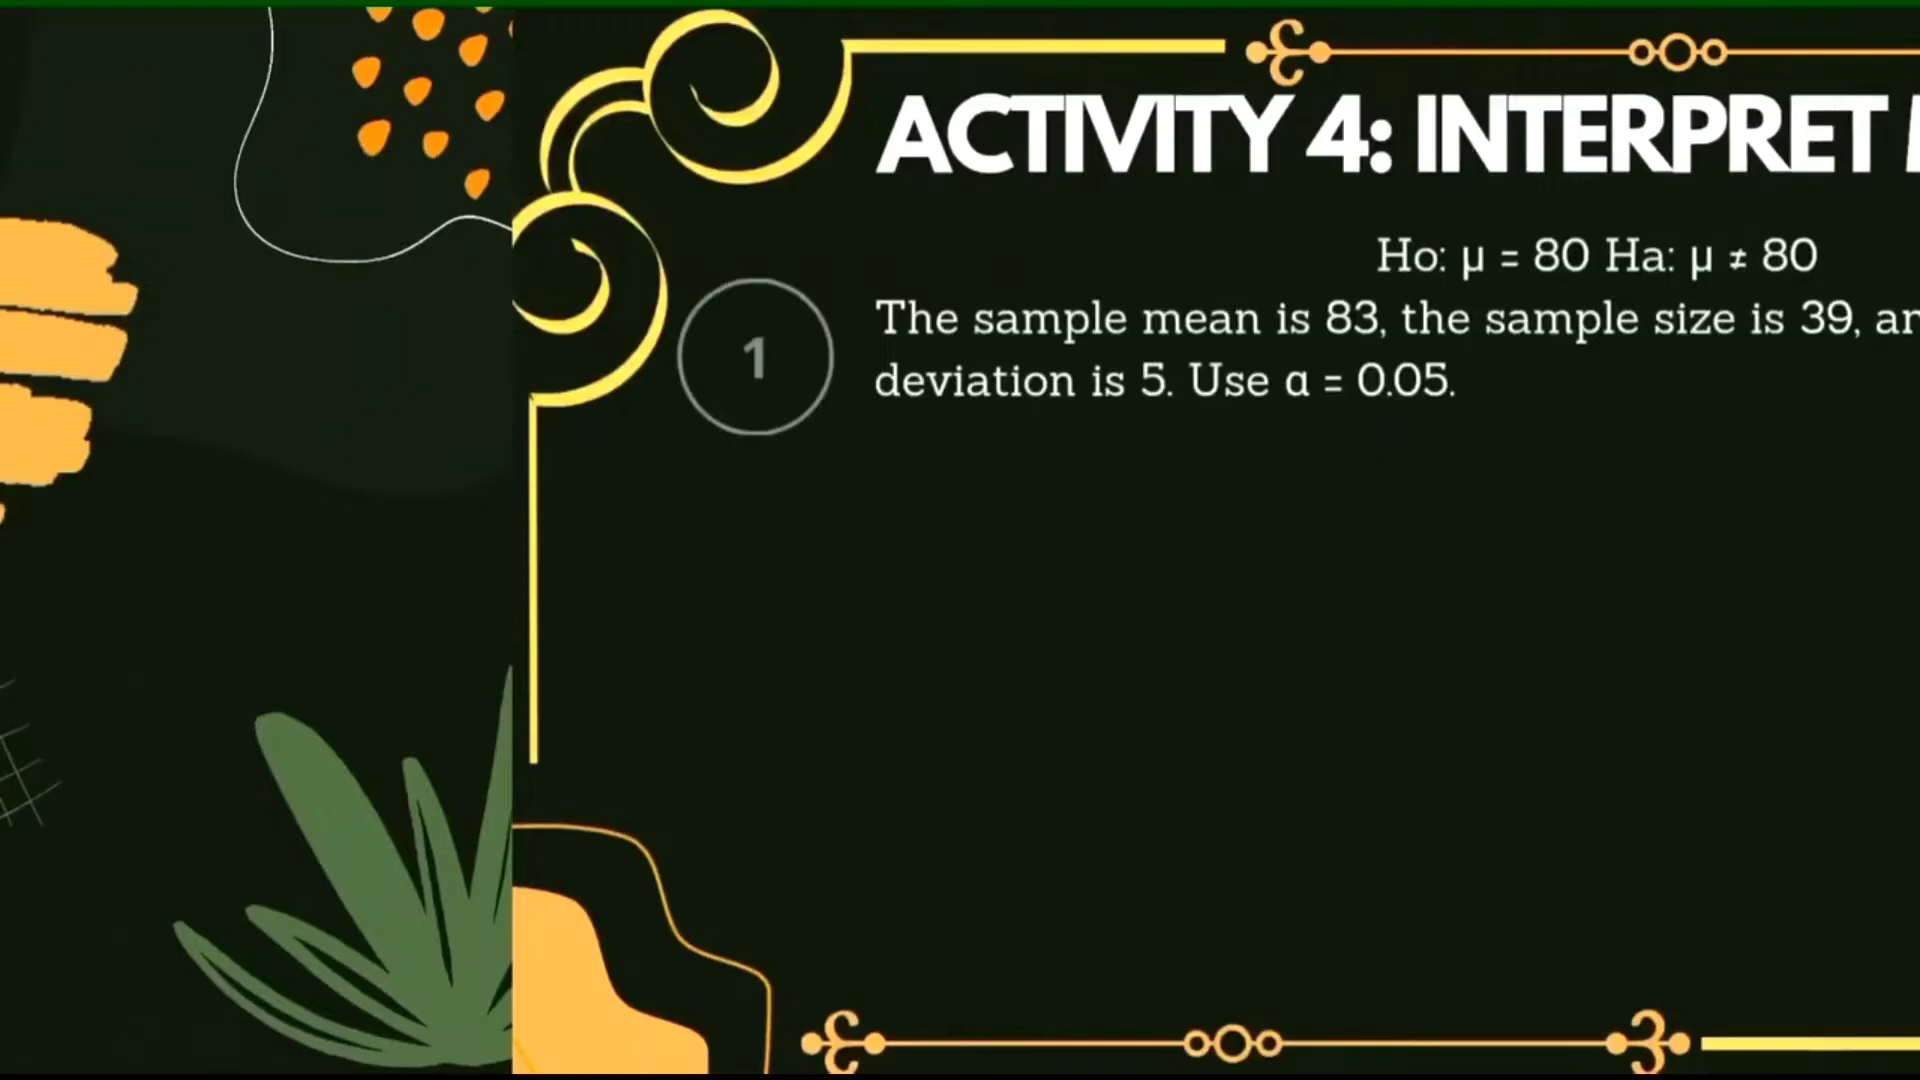 ACTIVITY 4: INTERPRET
Ho: μ = 80 Ha: μ ≠ 80
1
The sample mean is 83, the sample size is 39,
deviation is 5. Use α = 0.05.